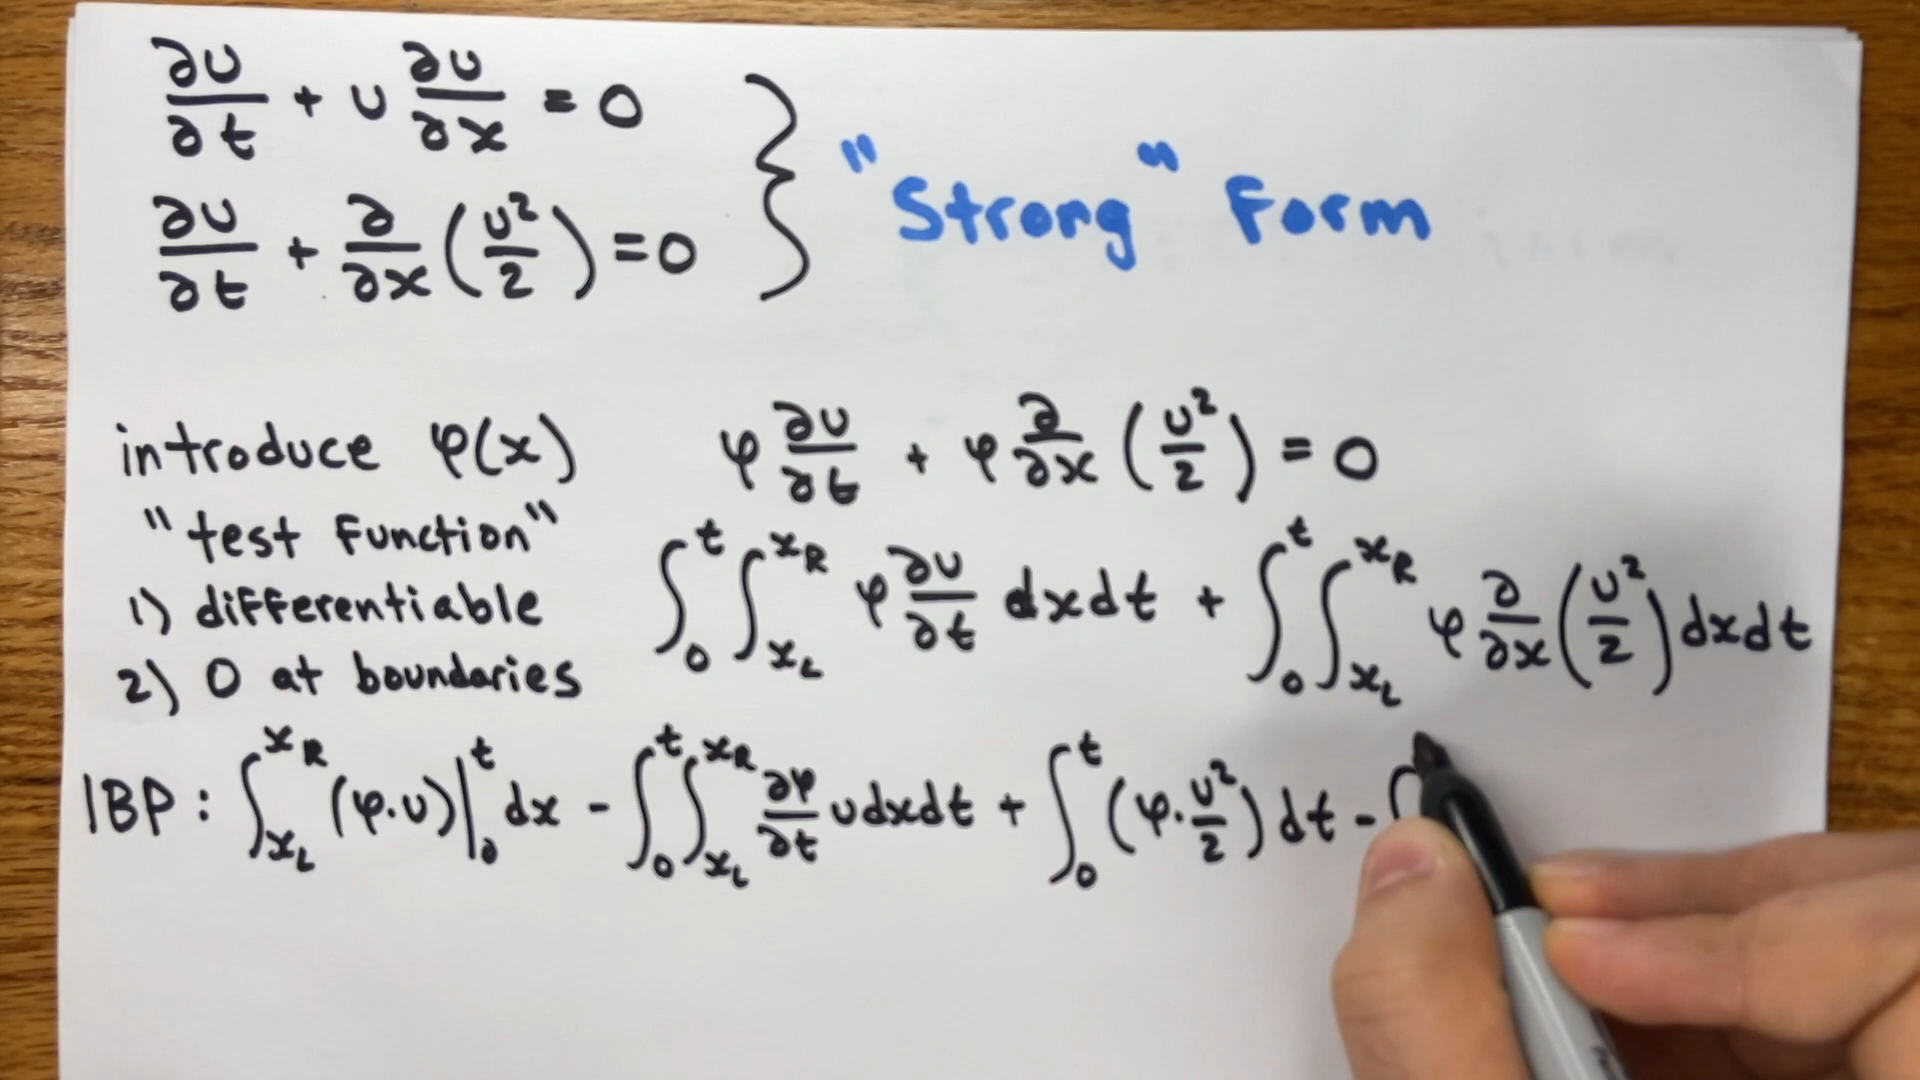 ∂u/∂t + u ∂u/∂x = 0
∂u/∂t + ∂/∂x (u²/2) = 0
"Strong" Form
introduce φ(x)
"test function"
1) differentiable
2) 0 at boundaries
φ ∂u/∂t + φ ∂/∂x (u²/2) = 0
∫₀ᵗ ∫_{x_L}^{x_R} φ ∂u/∂t dxdt + ∫₀ᵗ ∫_{x_L}^{x_R} φ ∂/∂x (u²/2) dxdt
IBP: ∫_{x_L}^{x_R} (φ·u)|₀ᵗ dx - ∫₀ᵗ ∫_{x_L}^{x_R} ∂φ/∂t u dxdt + ∫₀ᵗ (φ·u²/2) dt - ∫